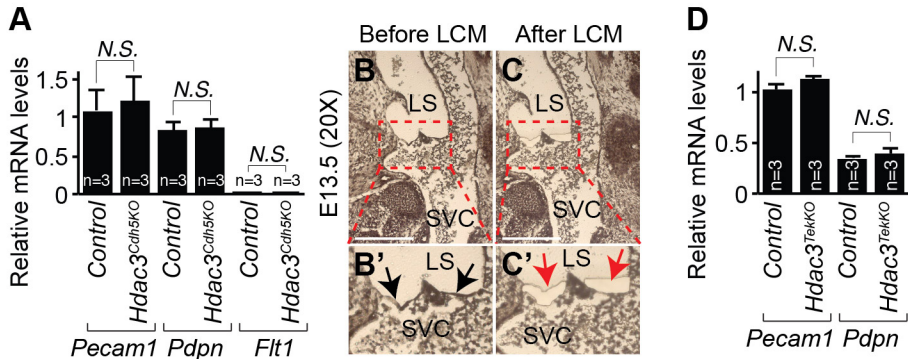 A
Relative mRNA levels
1.5
1
0.5
0
N.S.
N.S.
N.S.
n=3
n=3
n=3
n=3
n=3
n=3
Control
Hdac3Cdh5KO
Control
Hdac3Cdh5KO
Control
Hdac3Cdh5KO
Pecam1
Pdpn
Flt1
Before LCM
After LCM
E13.5 (20X)
B
LS
SVC
C
LS
SVC
B'
LS
SVC
C'
LS
SVC
D
Relative mRNA levels
1
0.5
0
N.S.
N.S.
n=3
n=3
n=3
n=3
Control
Hdac3TekKO
Control
Hdac3TekKO
Pecam1
Pdpn